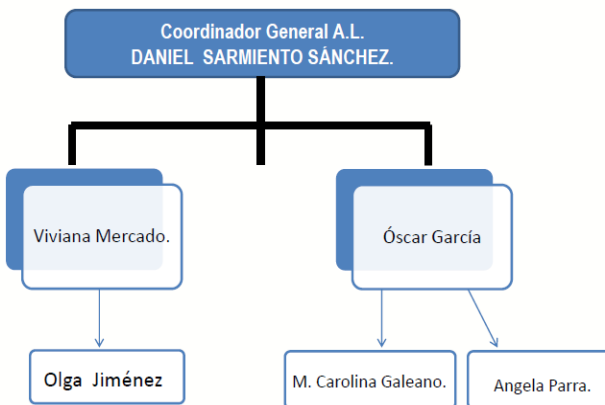 Coordinador General A.L.
DANIEL SARMIENTO SÁNCHEZ.
Viviana Mercado.
Óscar García
Olga Jiménez
M. Carolina Galeano.
Angela Parra.